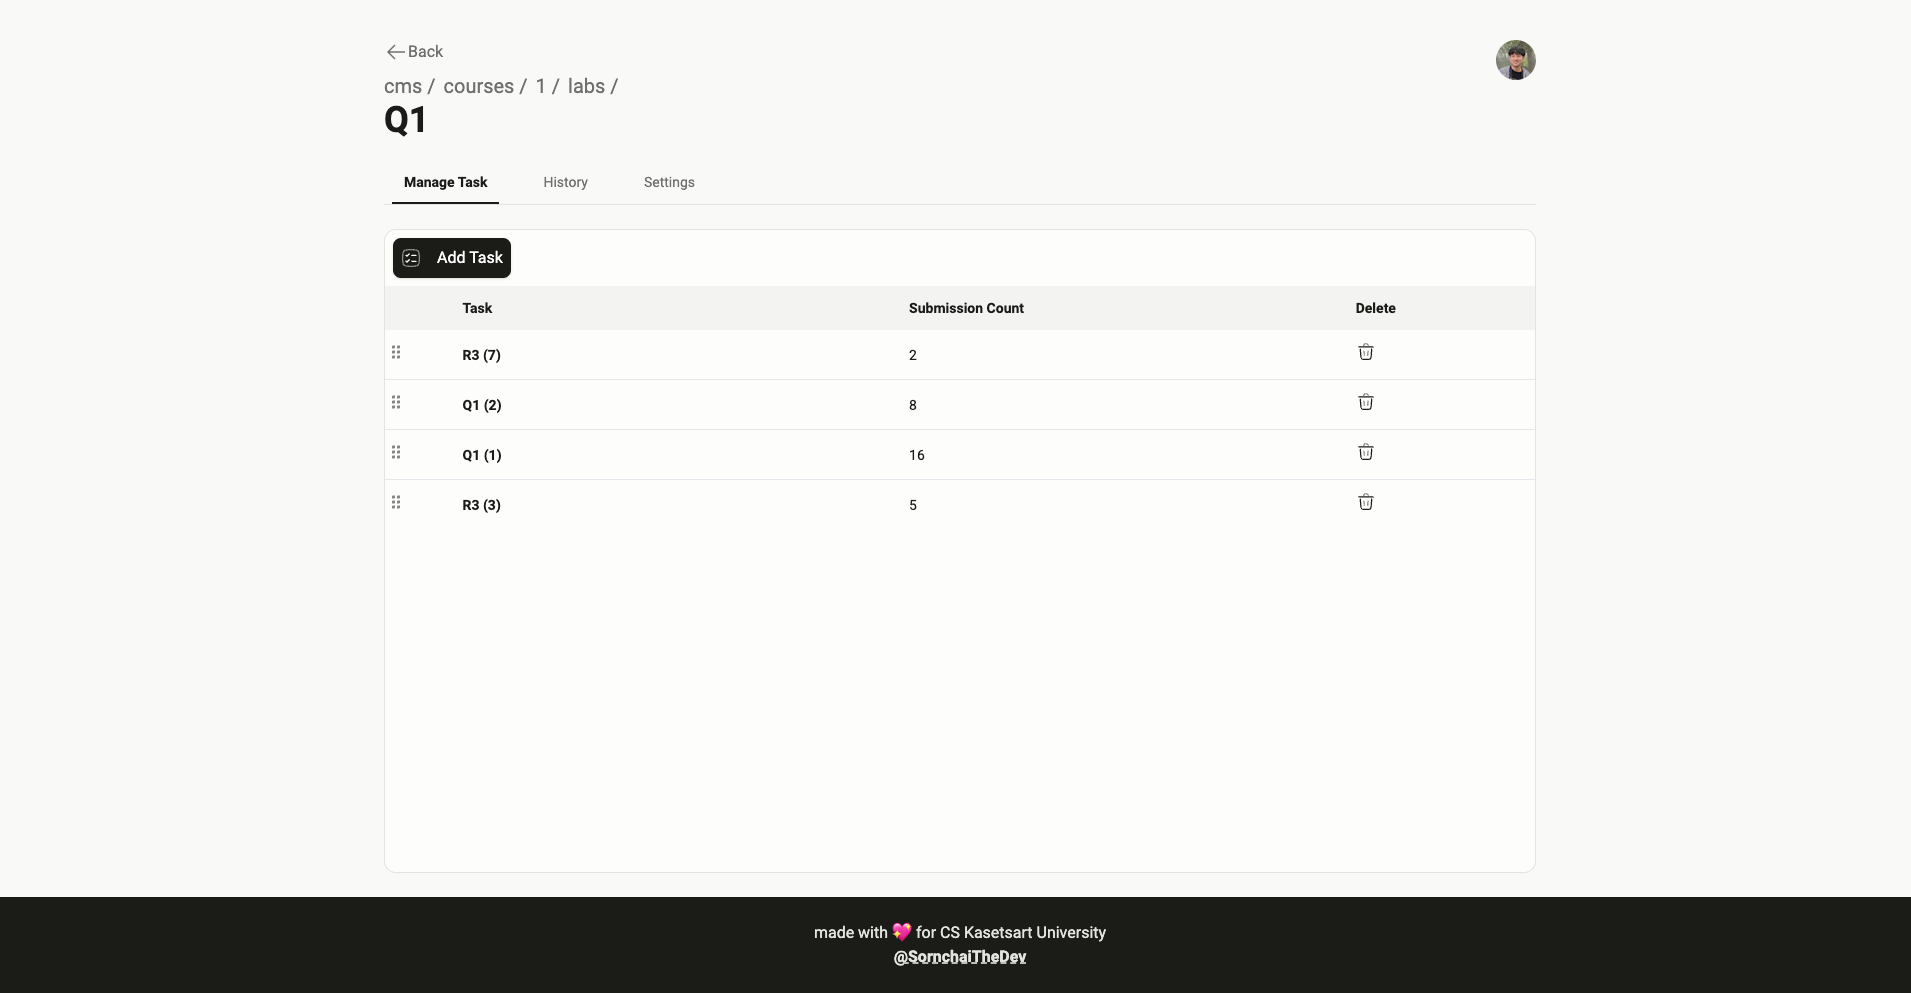 Back
cms / courses / 1 / labs /
Q1
Manage Task History Settings
Add Task
Task Submission Count Delete
R3 (7) 2
Q1 (2) 8
Q1 (1) 16
R3 (3) 5
made with 💖 for CS Kasetsart University
@SornchaiTheDev